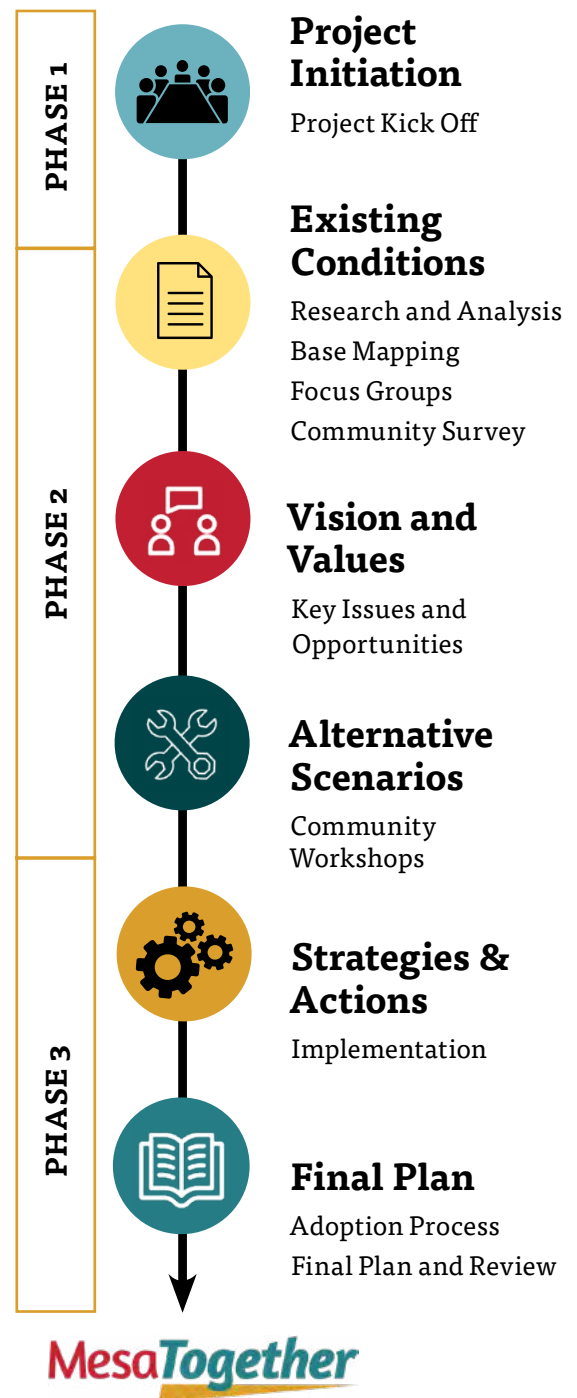 PHASE 1
Project
Initiation
Project Kick Off
PHASE 2
Existing
Conditions
Research and Analysis
Base Mapping
Focus Groups
Community Survey
Vision and
Values
Key Issues and
Opportunities
Alternative
Scenarios
Community
Workshops
PHASE 3
Strategies &
Actions
Implementation
Final Plan
Adoption Process
Final Plan and Review
MesaTogether